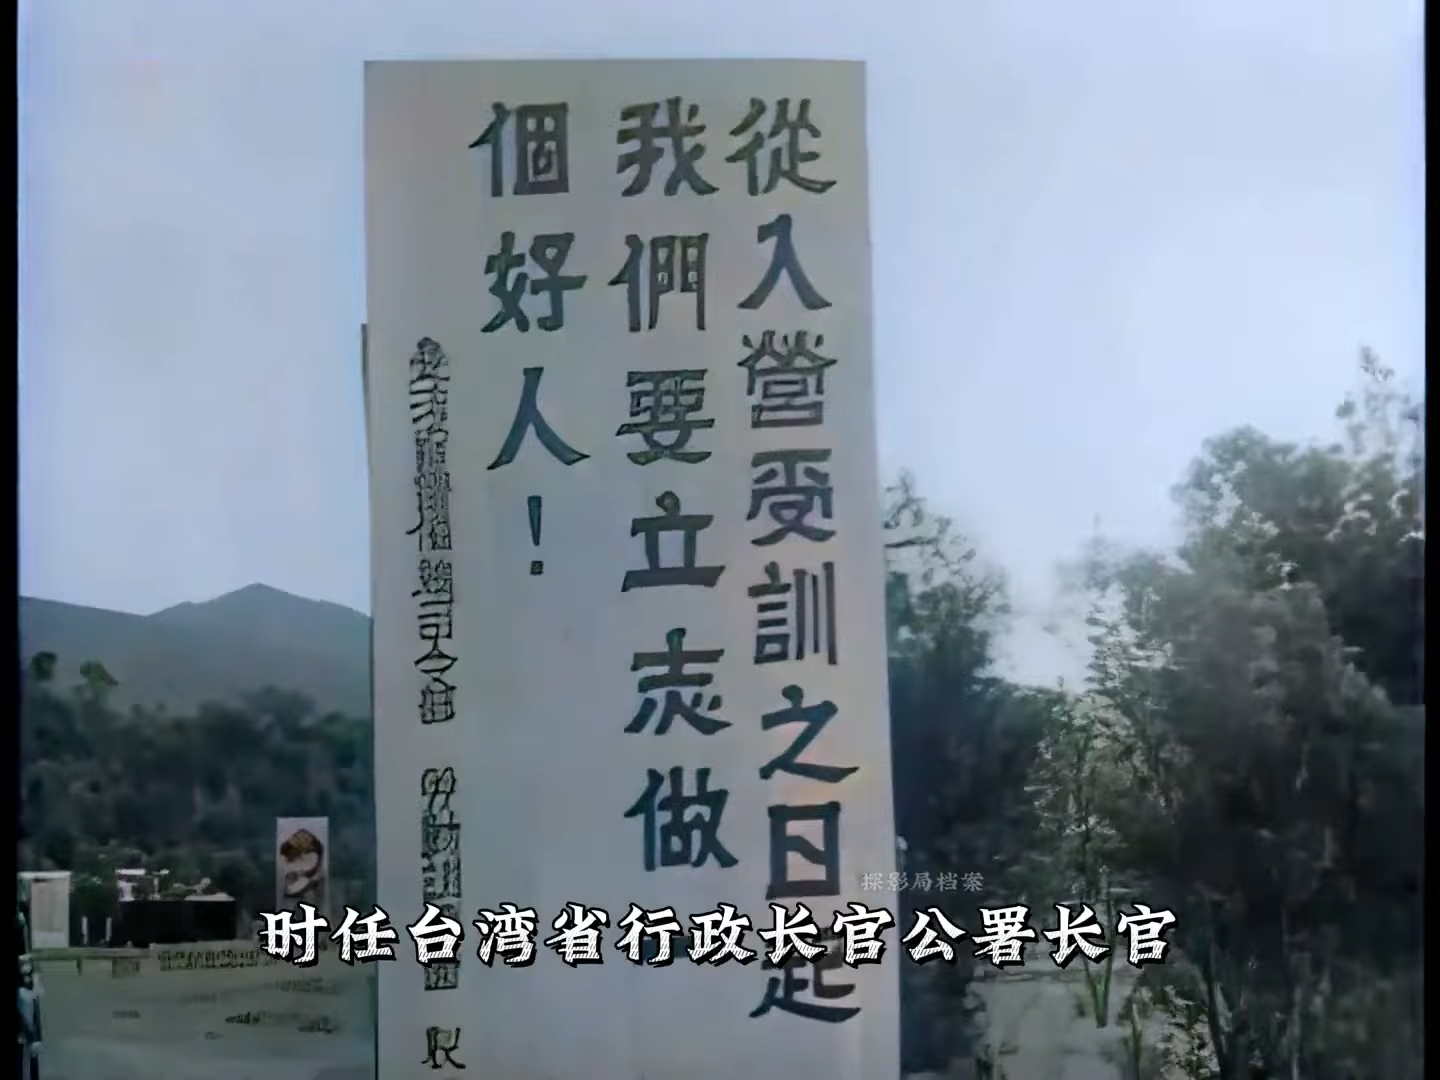 從入營受訓之日起
我們要立志做
個好人！
探影局档案
时任台湾省行政长官公署长官